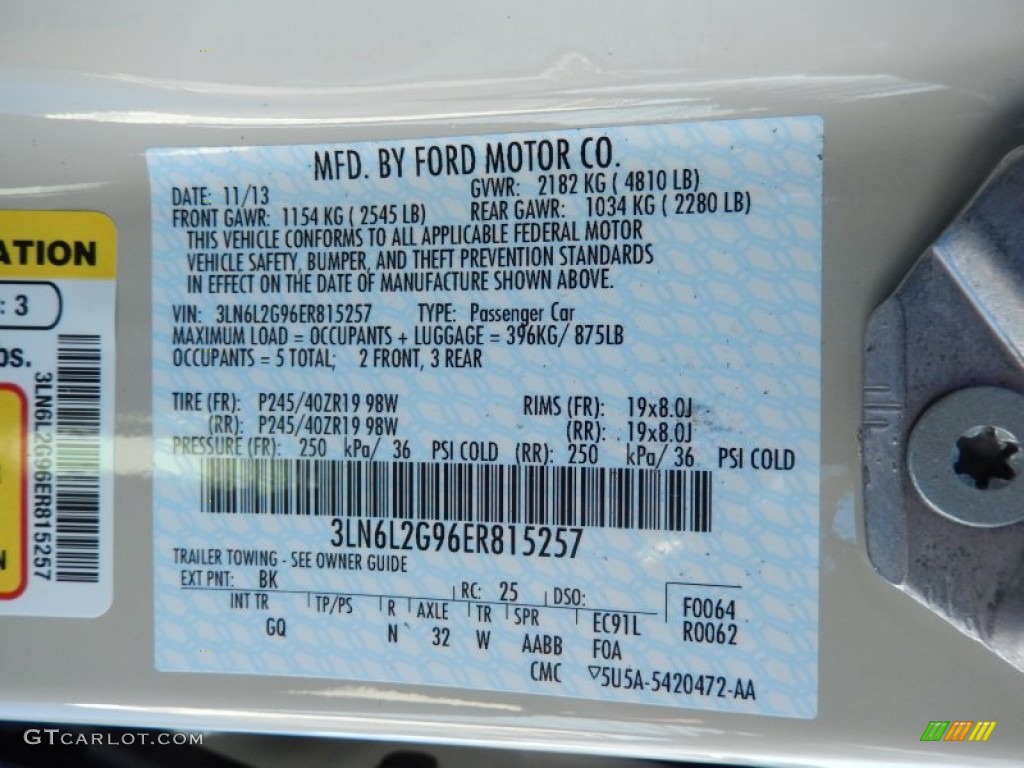 MFD. BY FORD MOTOR CO.
DATE: 11/13 GVWR: 2182 KG ( 4810 LB)
FRONT GAWR: 1154 KG ( 2545 LB) REAR GAWR: 1034 KG ( 2280 LB)
THIS VEHICLE CONFORMS TO ALL APPLICABLE FEDERAL MOTOR
VEHICLE SAFETY, BUMPER, AND THEFT PREVENTION STANDARDS
IN EFFECT ON THE DATE OF MANUFACTURE SHOWN ABOVE.
VIN: 3LN6L2G96ER815257 TYPE: Passenger Car
MAXIMUM LOAD = OCCUPANTS + LUGGAGE = 396KG/ 875LB
OCCUPANTS = 5 TOTAL; 2 FRONT, 3 REAR
TIRE (FR): P245/40ZR19 98W RIMS (FR): 19x8.0J
(RR): P245/40ZR19 98W (RR): 19x8.0J
PRESSURE (FR): 250 kPa/ 36 PSI COLD (RR): 250 kPa/ 36 PSI COLD
3LN6L2G96ER815257
TRAILER TOWING - SEE OWNER GUIDE
EXT PNT: BK RC: 25 DSO: F0064
INT TR TP/PS R AXLE TR SPR EC91L R0062
GQ N 32 W AABB FOA
CMC ▽5U5A-5420472-AA
ATION
: 3
DS.
3LN6L2G96ER815257
N
GTCARLOT.COM